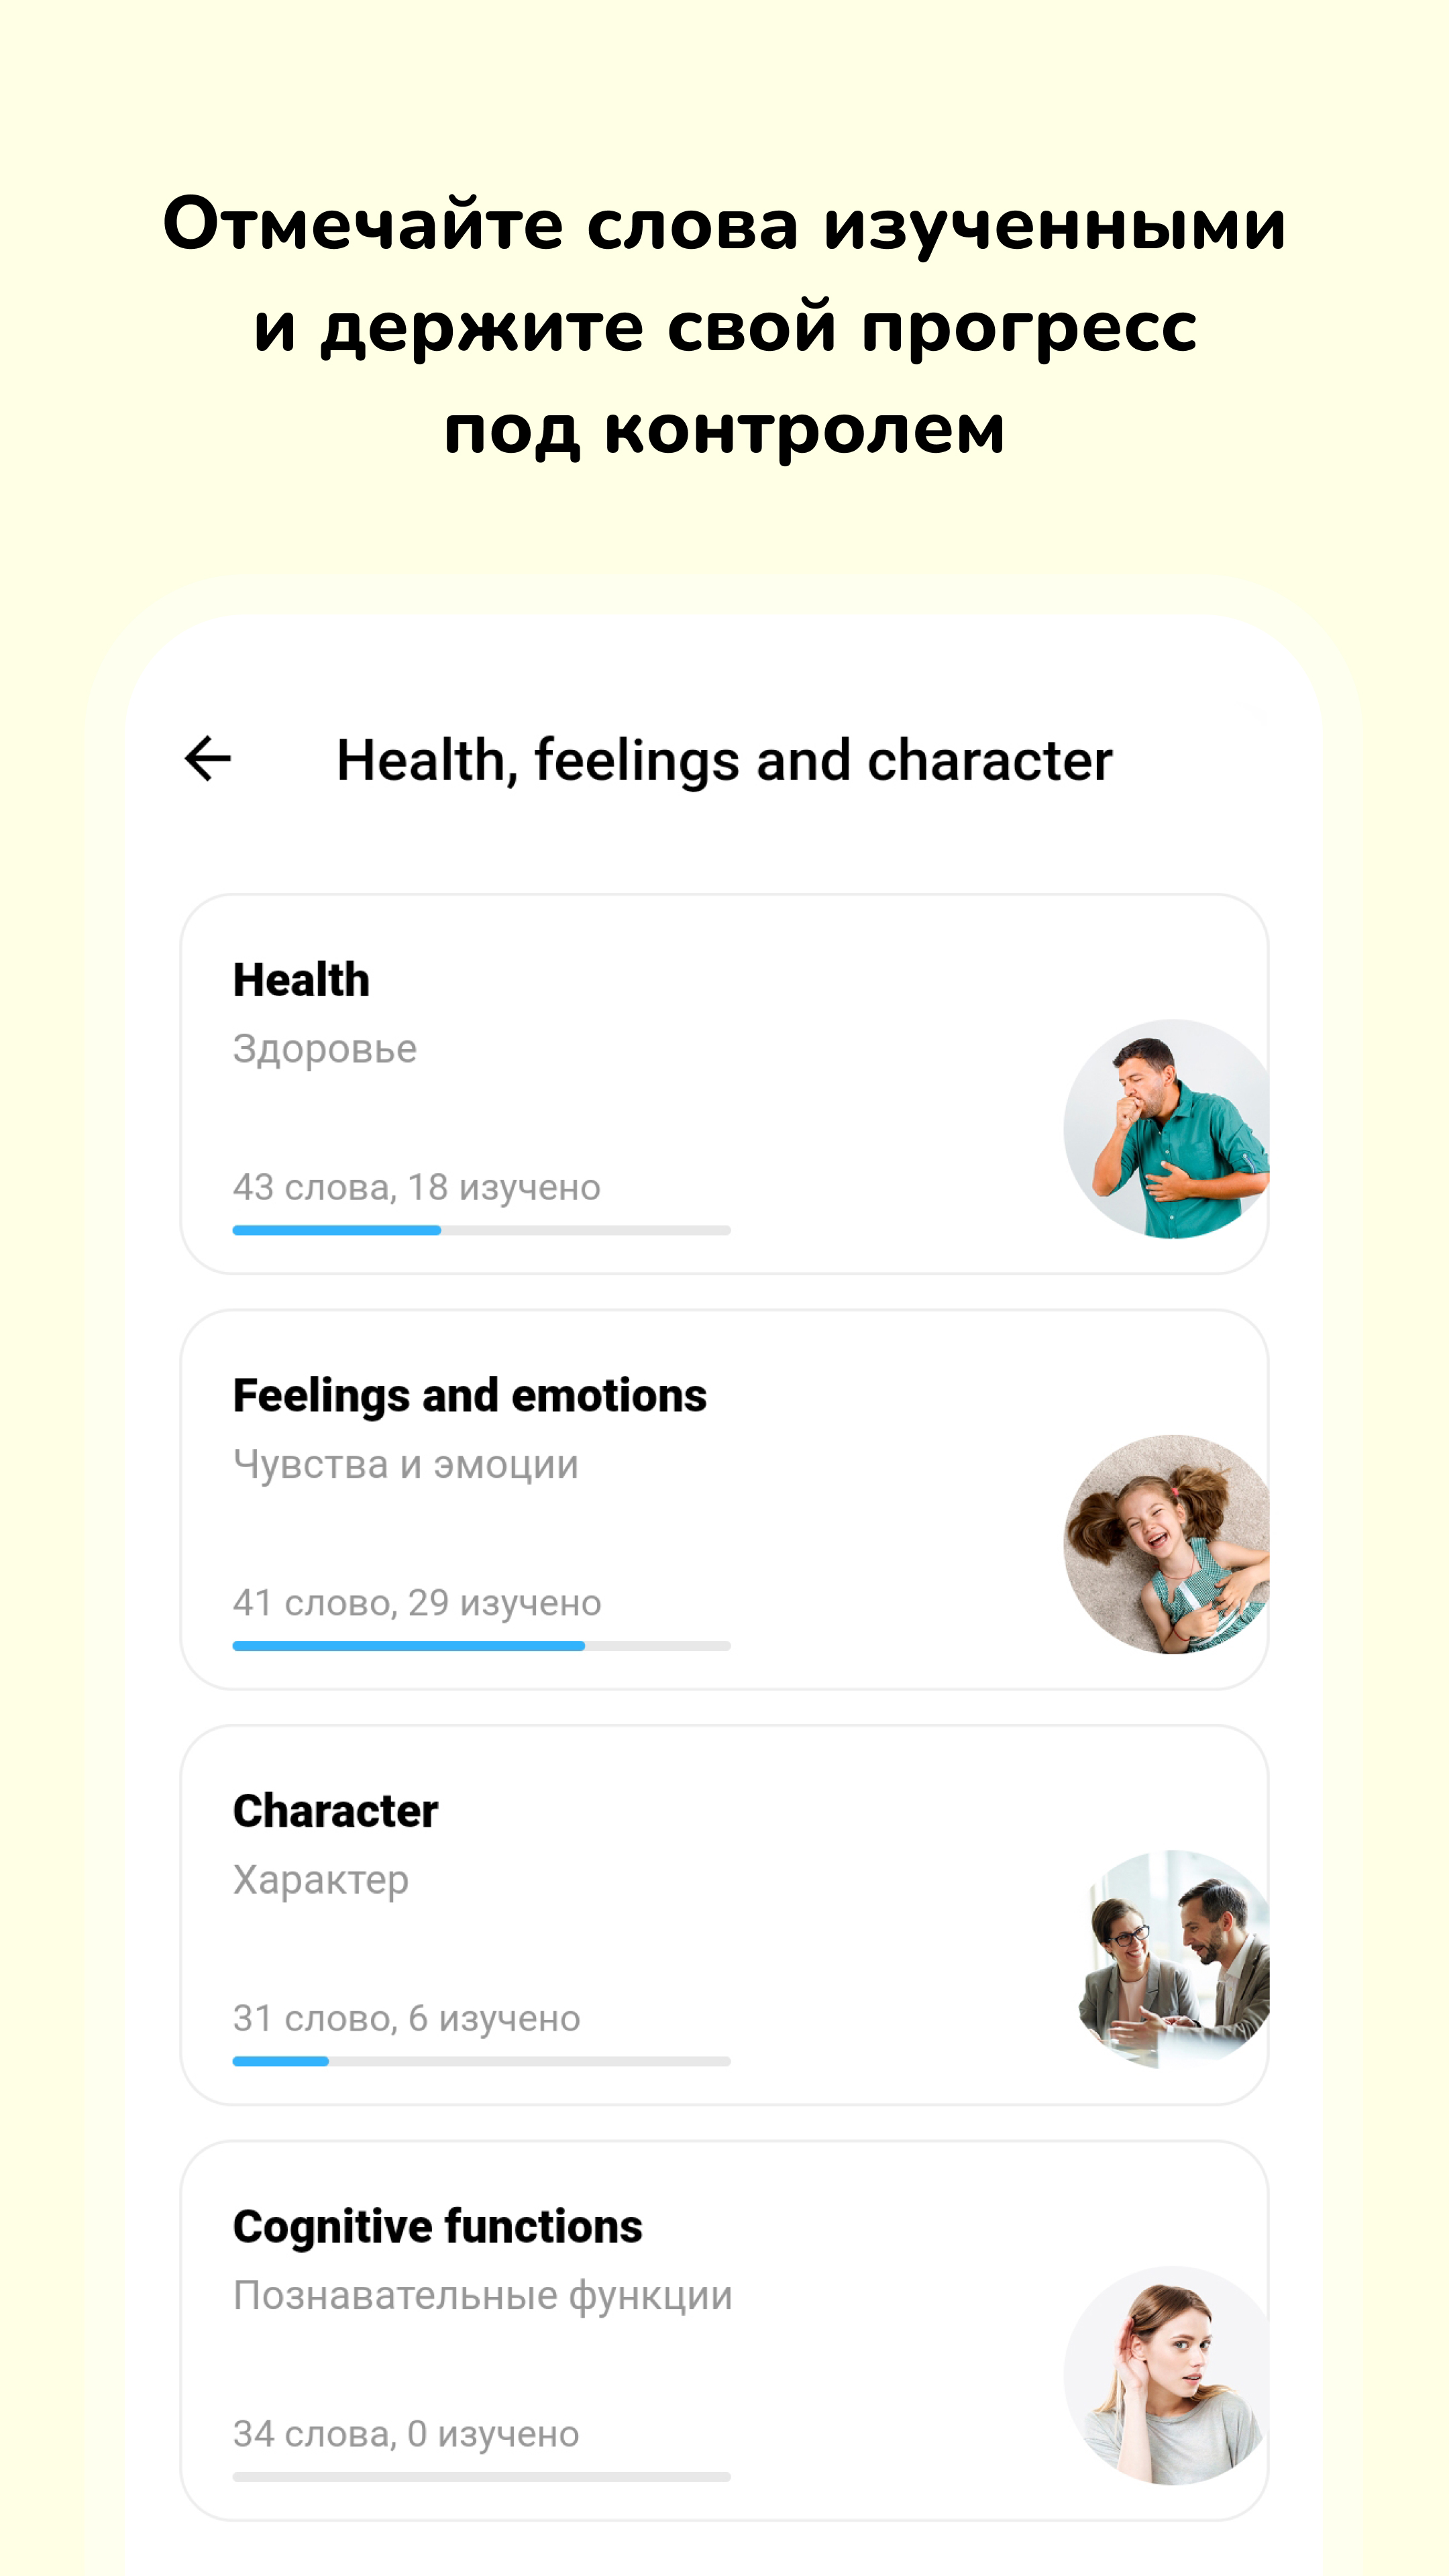 Отмечайте слова изученными
и держите свой прогресс
под контролем
Health, feelings and character
Health
Здоровье
43 слова, 18 изучено
Feelings and emotions
Чувства и эмоции
41 слово, 29 изучено
Character
Характер
31 слово, 6 изучено
Cognitive functions
Познавательные функции
34 слова, 0 изучено